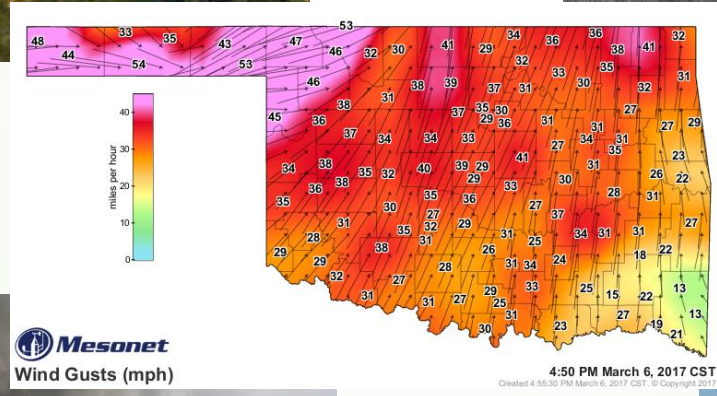 53
48 33 35 43 47 46 32 30 41 29 34 36 36 38 41 32
44 54 53 32 35 31
46 38 39 37 31 33 30 32
38 31
45 36 37 35 30 27
29 36 31 27 29
37 34 34 33 31 34 31
27 35 23
34 38 35 32 40 39 29 41 31 26 22
36 38 29 33 30 28 31
35 30 35 36 27
31 27 29 37 27
28 35 32 31 31 25 34 31 31
29 38 26 22
29 28 31 34 24 18
32 27 33 25 13
31 31 27 29 25 15 22
31 27 13
30 23 19 21
40
30
20
10
0
miles per hour
Mesonet
Wind Gusts (mph)
4:50 PM March 6, 2017 CST
Created 4:55:30 PM March 6, 2017 CST. © Copyright 2017